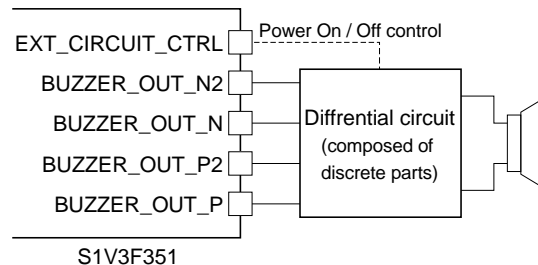 EXT_CIRCUIT_CTRL
Power On / Off control
BUZZER_OUT_N2
BUZZER_OUT_N
BUZZER_OUT_P2
BUZZER_OUT_P
Diffrential circuit
(composed of
discrete parts)
S1V3F351